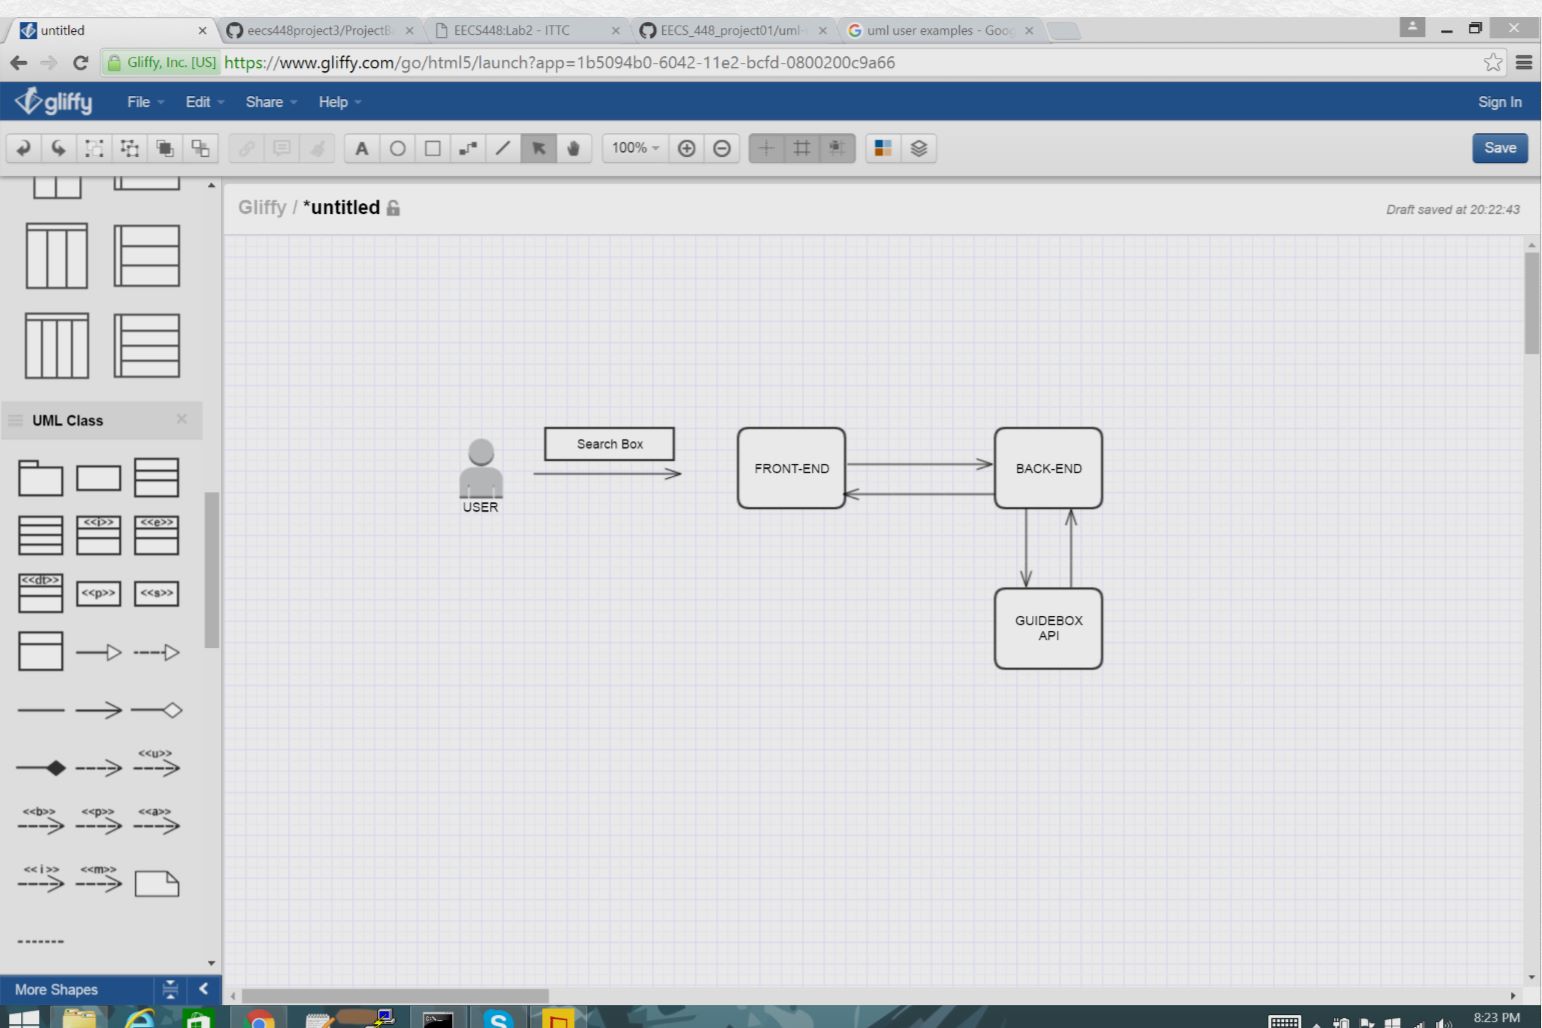 untitled
eecs448project3/ProjectB
EECS448:Lab2 - ITTC
EECS_448_project01/uml-
uml user examples - Goog
Gliffy, Inc. [US]
https://www.gliffy.com/go/html5/launch?app=1b5094b0-6042-11e2-bcfd-0800200c9a66
gliffy
File
Edit
Share
Help
Sign In
A
100%
Save
Gliffy / *untitled
Draft saved at 20:22:43
UML Class
<<i>>
<<e>>
<<dt>>
<<p>>
<<s>>
<<u>>
<<b>>
<<p>>
<<a>>
<<i>>
<<m>>
More Shapes
USER
Search Box
FRONT-END
BACK-END
GUIDEBOX
API
8:23 PM